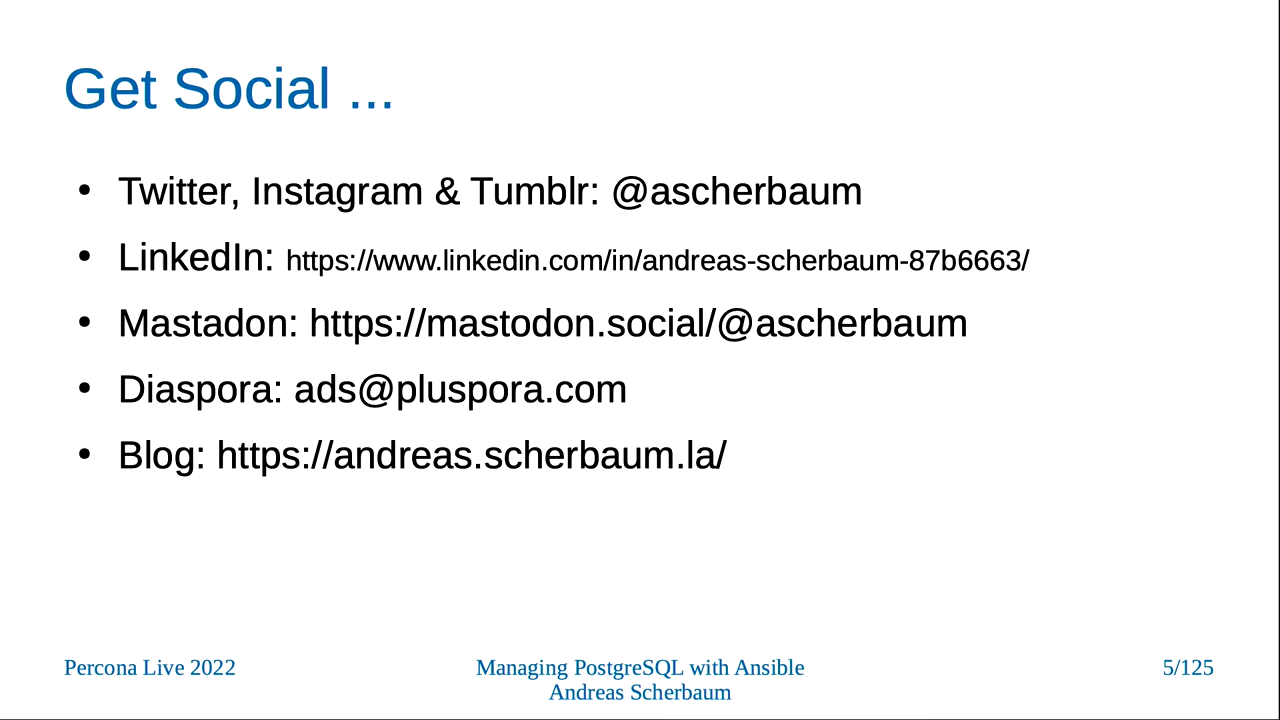 Get Social ...
• Twitter, Instagram & Tumblr: @ascherbaum
• LinkedIn: https://www.linkedin.com/in/andreas-scherbaum-87b6663/
• Mastadon: https://mastodon.social/@ascherbaum
• Diaspora: ads@pluspora.com
• Blog: https://andreas.scherbaum.la/
Percona Live 2022
Managing PostgreSQL with Ansible
Andreas Scherbaum
5/125